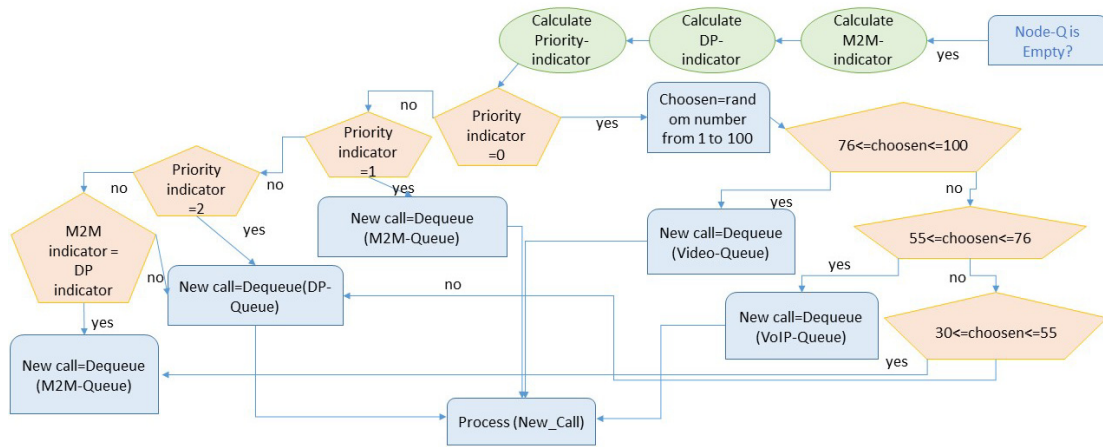 Calculate
Priority-
indicator
Calculate
DP-
indicator
Calculate
M2M-
indicator
yes
Node-Q is
Empty?
no
Priority
indicator
=0
yes
Choosen=rand
om number
from 1 to 100
76<=choosen<=100
no
Priority
indicator
=1
yes
no
Priority
indicator
=2
yes
no
M2M
indicator =
DP
indicator
no
yes
New call=Dequeue
(M2M-Queue)
New call=Dequeue(DP-
Queue)
New call=Dequeue
(M2M-Queue)
yes
no
New call=Dequeue
(Video-Queue)
55<=choosen<=76
yes
no
New call=Dequeue
(VoIP-Queue)
30<=choosen<=55
no
yes
Process (New_Call)